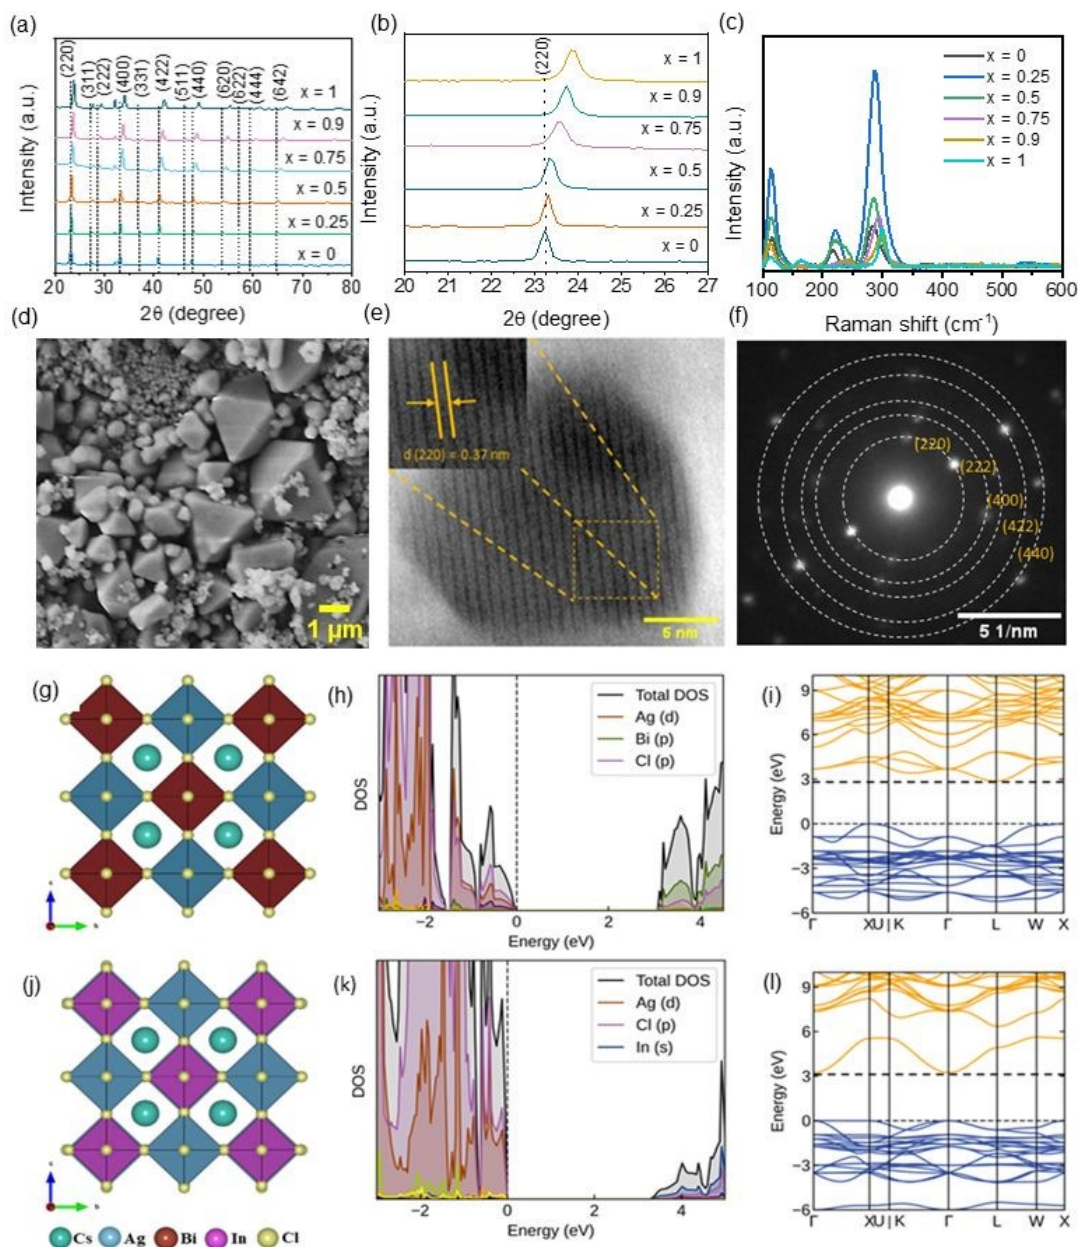 (a)
(220)
(311)
(222)
(400)
(331)
(422)
(511)
(440)
(620)
(622)
(444)
(642)
x = 1
x = 0.9
x = 0.75
x = 0.5
x = 0.25
x = 0
Intensity (a.u.)
20 30 40 50 60 70 80
2θ (degree)
(b)
(220)
x = 1
x = 0.9
x = 0.75
x = 0.5
x = 0.25
x = 0
Intensity (a.u.)
20 21 22 23 24 25 26 27
2θ (degree)
(c)
x = 0
x = 0.25
x = 0.5
x = 0.75
x = 0.9
x = 1
Intensity (a.u.)
100 200 300 400 500 600
Raman shift (cm⁻¹)
(d)
1 μm
(e)
d (220) = 0.37 nm
5 nm
(f)
(220)
(222)
(400)
(422)
(440)
5 1/nm
(g)
(h)
Total DOS
Ag (d)
Bi (p)
Cl (p)
DOS
−2 0 2 4
Energy (eV)
(i)
Energy (eV)
9
6
3
0
−3
−6
Γ X U | K Γ L W X
(j)
Cs Ag Bi In Cl
(k)
Total DOS
Ag (d)
Cl (p)
In (s)
DOS
−2 0 2 4
Energy (eV)
(l)
Energy (eV)
9
6
3
0
−3
−6
Γ X U | K Γ L W X